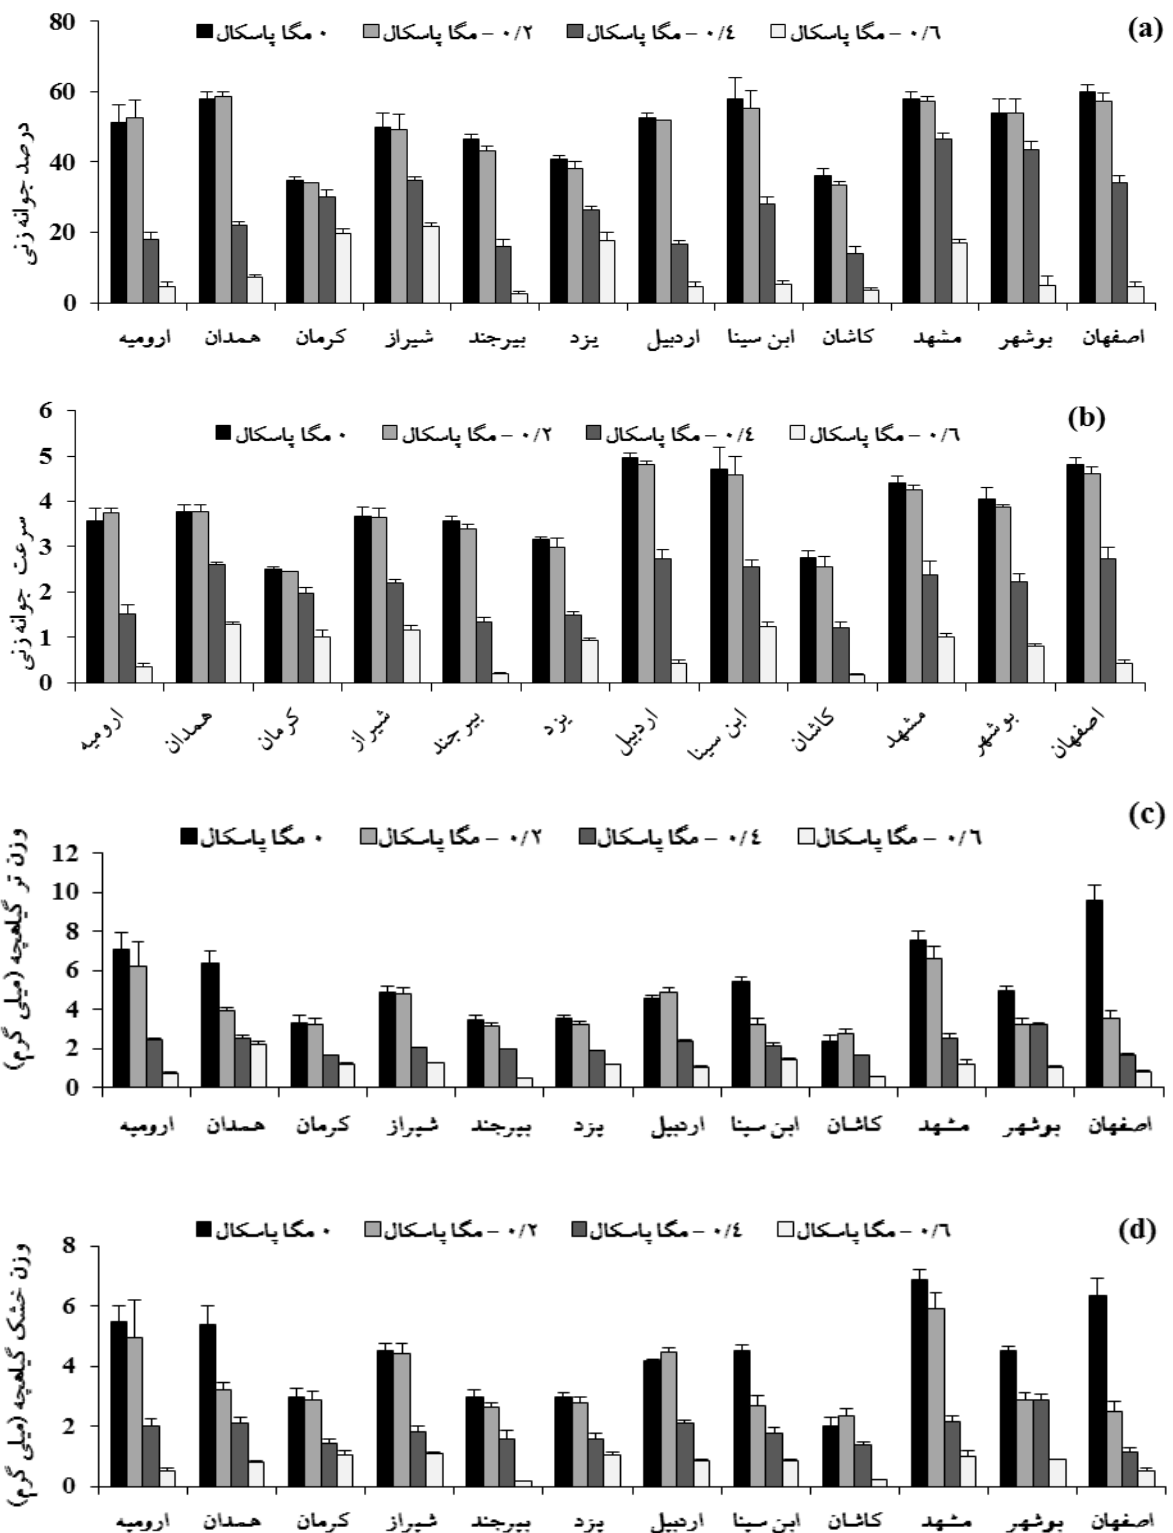 (a)
۰ مگا پاسکال ۰/۲ – مگا پاسکال ۰/٤ – مگا پاسکال ۰/٦ – مگا پاسکال
درصد جوانه زنی
80
60
40
20
0
ارومیه همدان کرمان شیراز بیرجند یزد اردبیل ابن سینا کاشان مشهد بوشهر اصفهان
(b)
۰ مگا پاسکال ۰/۲ – مگا پاسکال ۰/٤ – مگا پاسکال ۰/٦ – مگا پاسکال
سرعت جوانه زنی
6
5
4
3
2
1
0
ارومیه همدان کرمان شیراز بیرجند یزد اردبیل ابن سینا کاشان مشهد بوشهر اصفهان
(c)
۰ مگا پاسکال ۰/۲ – مگا پاسکال ۰/٤ – مگا پاسکال ۰/٦ – مگا پاسکال
وزن تر گیاهچه (میلی گرم)
12
10
8
6
4
2
0
ارومیه همدان کرمان شیراز بیرجند یزد اردبیل ابن سینا کاشان مشهد بوشهر اصفهان
(d)
۰ مگا پاسکال ۰/۲ – مگا پاسکال ۰/٤ – مگا پاسکال ۰/٦ – مگا پاسکال
وزن خشک گیاهچه (میلی گرم)
8
6
4
2
0
ارومیه همدان کرمان شیراز بیرجند یزد اردبیل ابن سینا کاشان مشهد بوشهر اصفهان